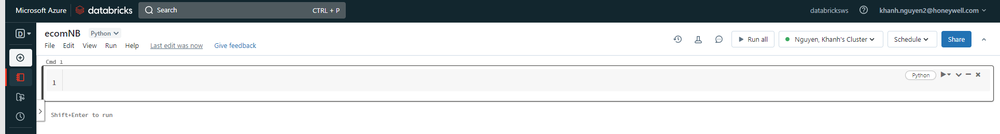 Microsoft Azure databricks Search CTRL + P databricksws khanh.nguyen2@honeywell.com
D ecomNB Python
File Edit View Run Help Last edit was now Give feedback Run all Nguyen, Khanh's Cluster Schedule Share
Cmd 1
1 Python
Shift+Enter to run